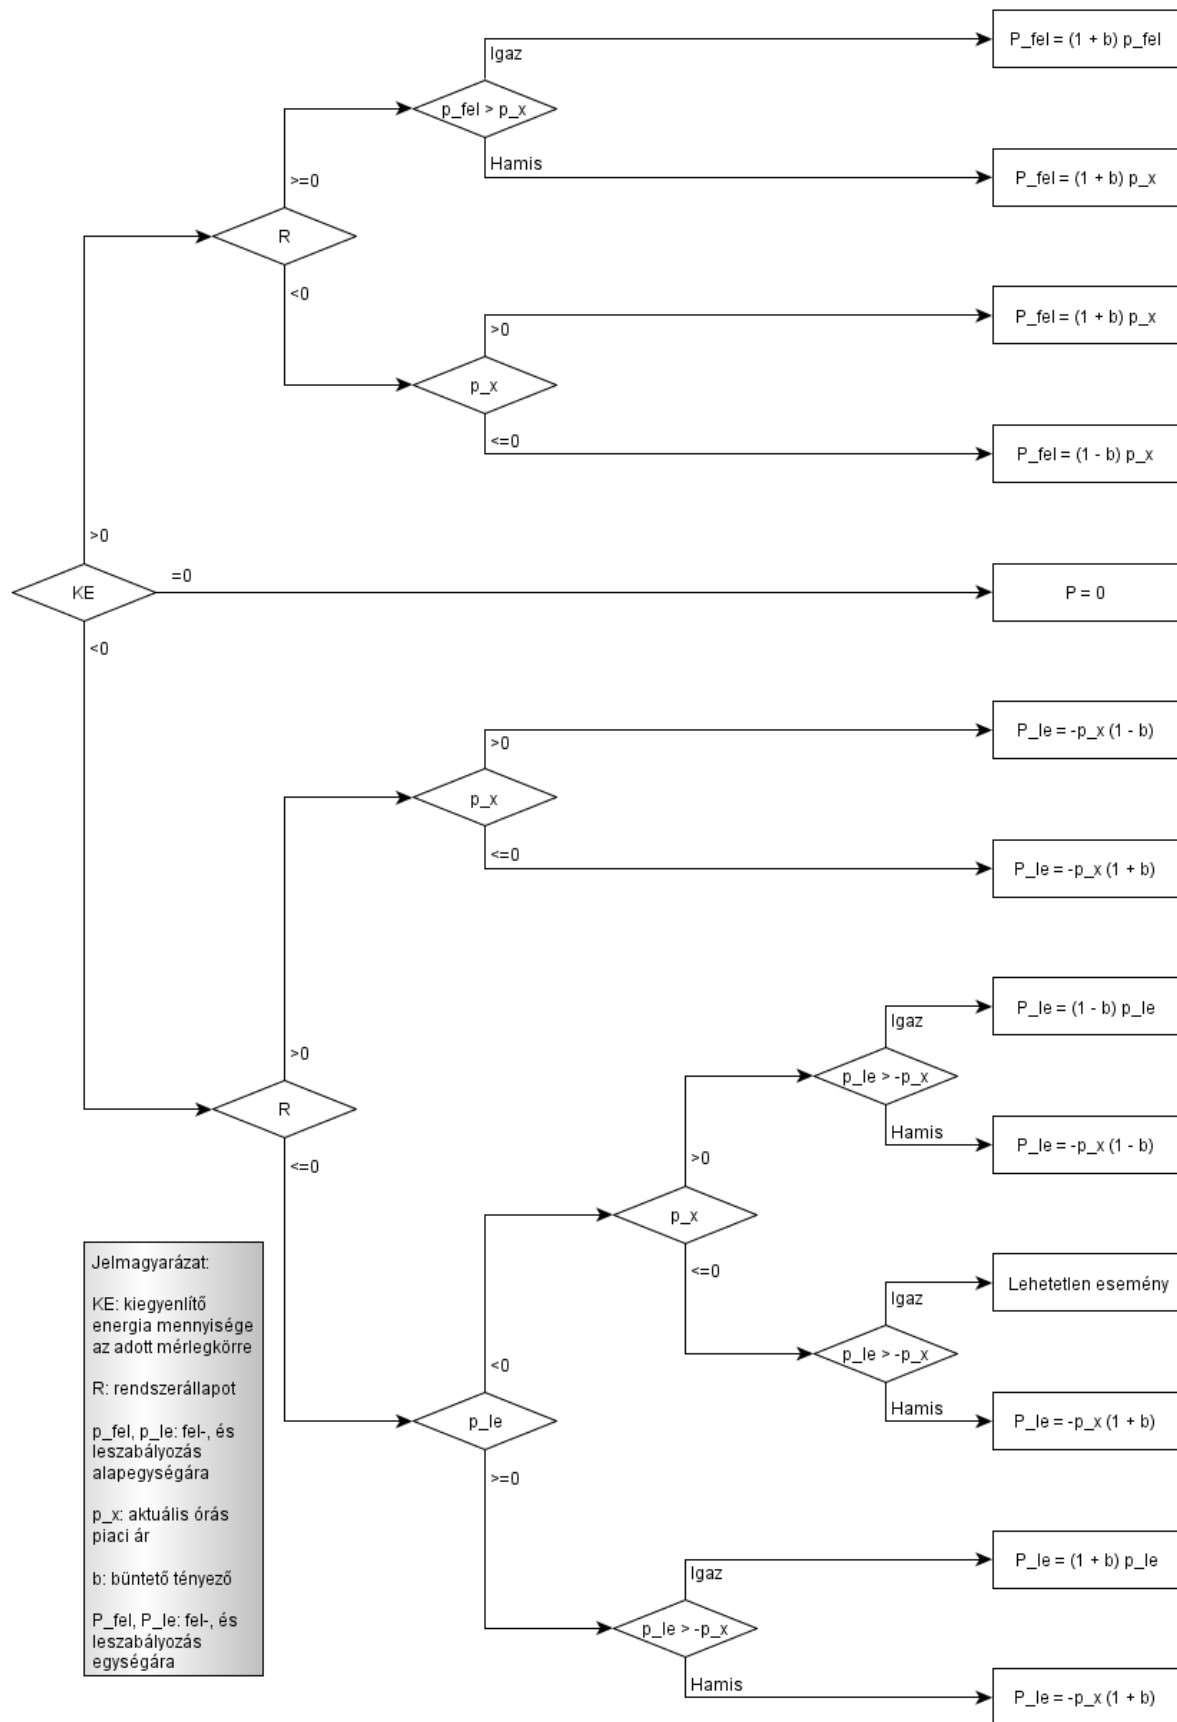 P_fel = (1 + b) p_fel
Igaz
p_fel > p_x
Hamis
P_fel = (1 + b) p_x
>=0
R
<0
>0
P_fel = (1 + b) p_x
p_x
<=0
P_fel = (1 - b) p_x
>0
=0
KE
P = 0
<0
>0
P_le = -p_x (1 - b)
p_x
<=0
P_le = -p_x (1 + b)
>0
R
<=0
Igaz
P_le = (1 - b) p_le
p_le > -p_x
Hamis
P_le = -p_x (1 - b)
>0
p_x
<=0
Igaz
Lehetetlen esemény
p_le > -p_x
Hamis
P_le = -p_x (1 + b)
<0
p_le
>=0
Igaz
P_le = (1 + b) p_le
p_le > -p_x
Hamis
P_le = -p_x (1 + b)
Jelmagyarázat:
KE: kiegyenlítő
energia mennyisége
az adott mérlegkörre
R: rendszerállapot
p_fel, p_le: fel-, és
leszabályozás
alapegységára
p_x: aktuális órás
piaci ár
b: büntető tényező
P_fel, P_le: fel-, és
leszabályozás
egységára